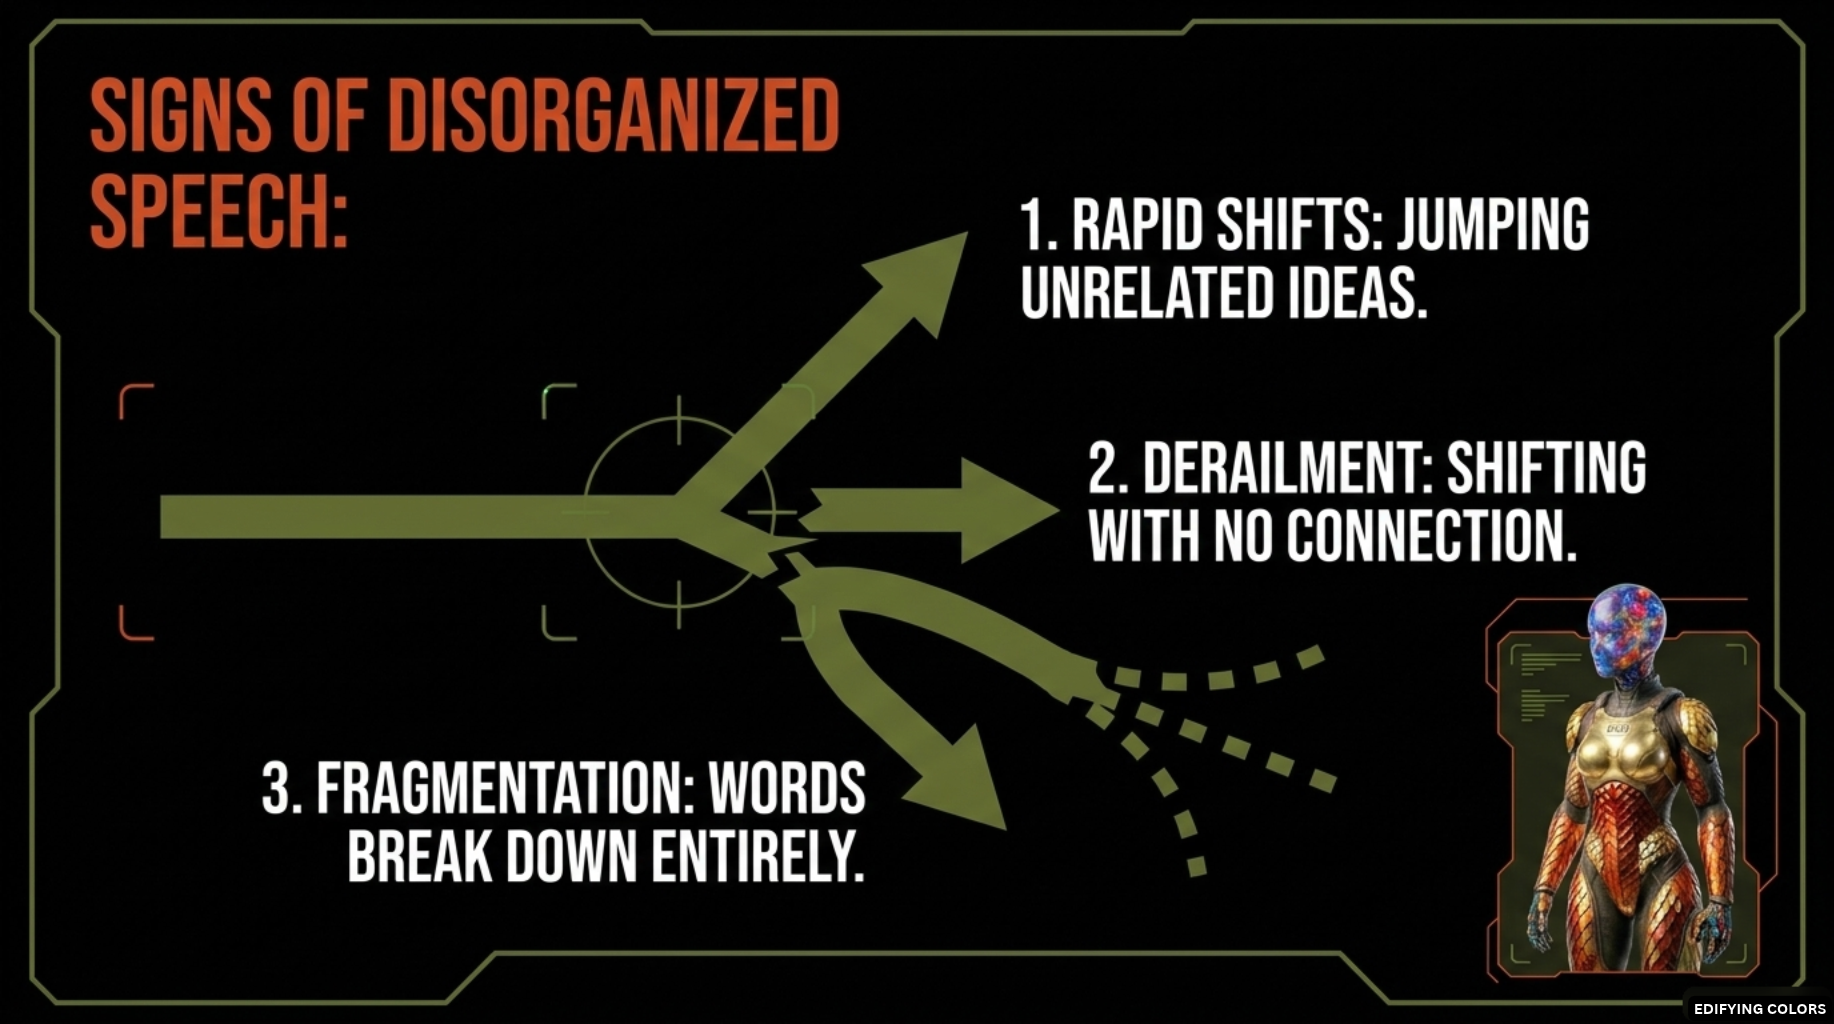 SIGNS OF DISORGANIZED
SPEECH:
1. RAPID SHIFTS: JUMPING
UNRELATED IDEAS.
2. DERAILMENT: SHIFTING
WITH NO CONNECTION.
3. FRAGMENTATION: WORDS
BREAK DOWN ENTIRELY.
EDIFYING COLORS